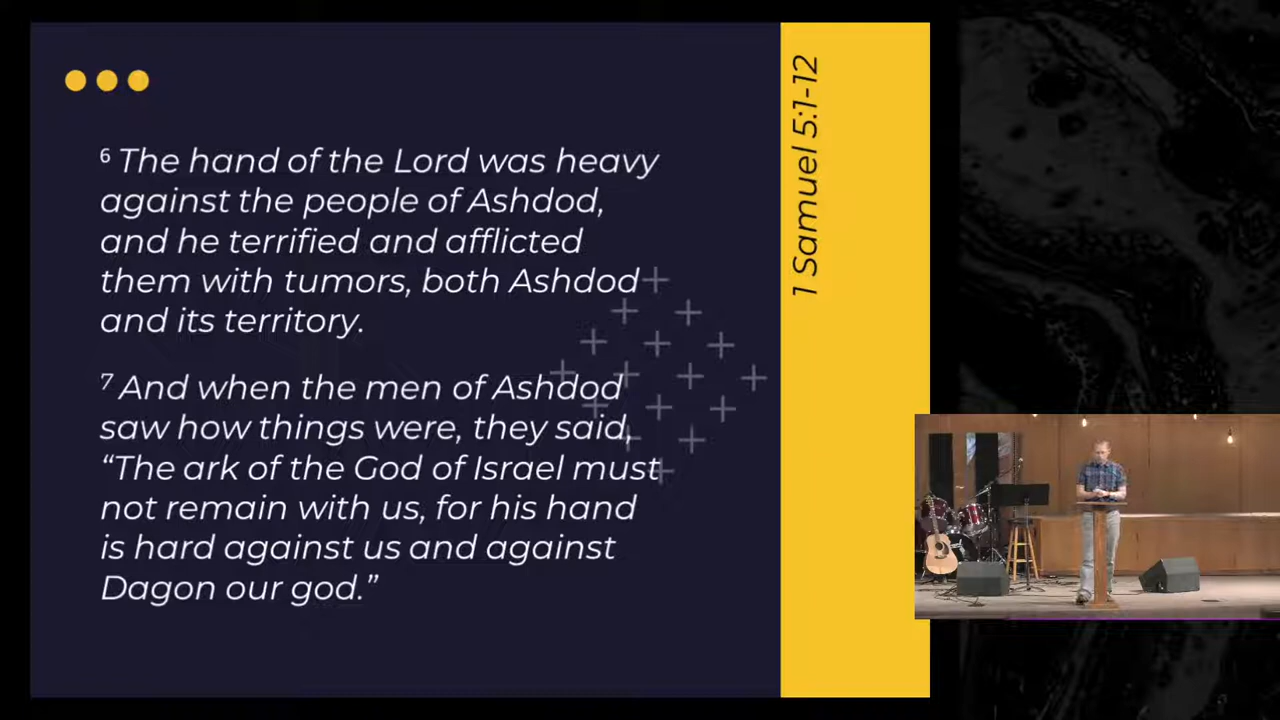 ⁶ The hand of the Lord was heavy
against the people of Ashdod,
and he terrified and afflicted
them with tumors, both Ashdod
and its territory.
⁷ And when the men of Ashdod
saw how things were, they said,
“The ark of the God of Israel must
not remain with us, for his hand
is hard against us and against
Dagon our god.”
1 Samuel 5:1-12